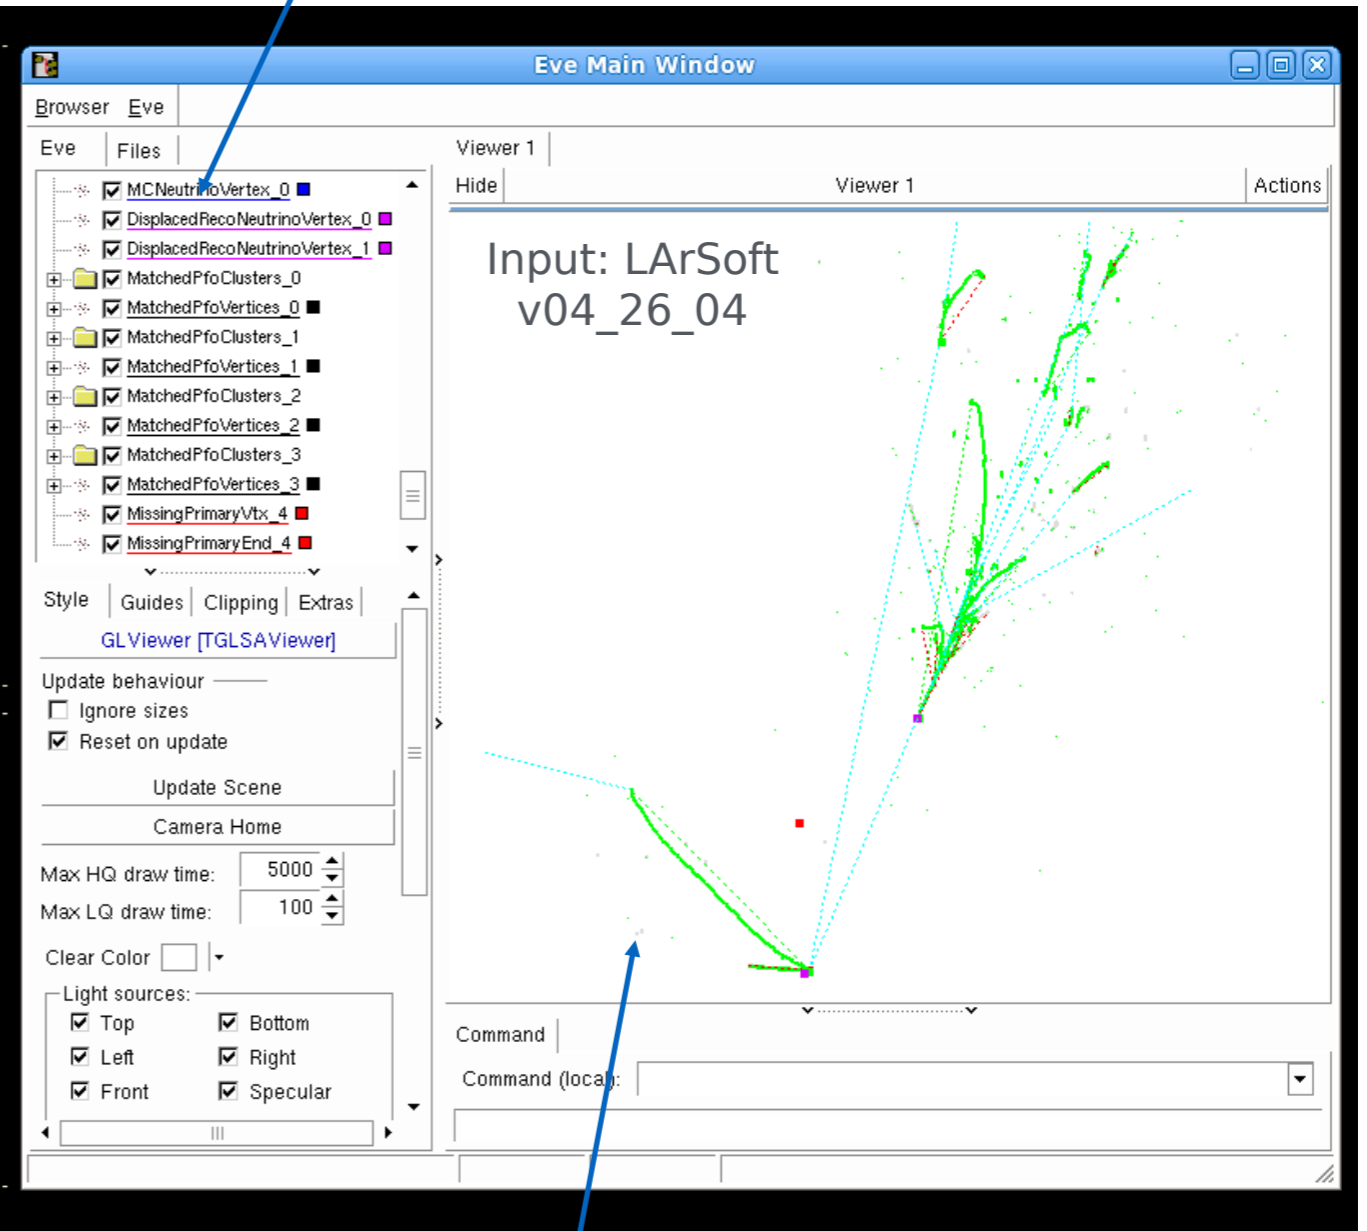 Eve Main Window
Browser Eve
Eve Files
MCNeutrinoVertex_0
DisplacedRecoNeutrinoVertex_0
DisplacedRecoNeutrinoVertex_1
MatchedPfoClusters_0
MatchedPfoVertices_0
MatchedPfoClusters_1
MatchedPfoVertices_1
MatchedPfoClusters_2
MatchedPfoVertices_2
MatchedPfoClusters_3
MatchedPfoVertices_3
MissingPrimaryVtx_4
MissingPrimaryEnd_4
Style Guides Clipping Extras
GLViewer [TGLSAViewer]
Update behaviour
Ignore sizes
Reset on update
Update Scene
Camera Home
Max HQ draw time: 5000
Max LQ draw time: 100
Clear Color
Light sources:
Top Bottom
Left Right
Front Specular
Viewer 1
Hide Viewer 1 Actions
Input: LArSoft
v04_26_04
Command
Command (local):